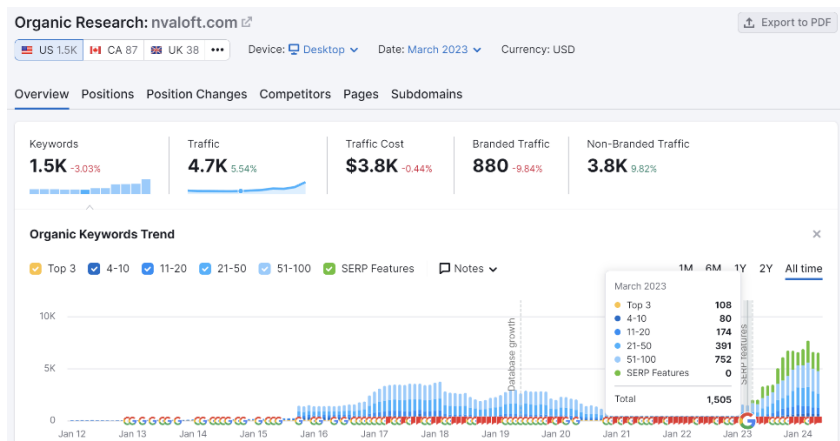 Organic Research: nvaloft.com
Export to PDF
US 1.5K CA 87 UK 38 ••• Device: Desktop Date: March 2023 Currency: USD
Overview Positions Position Changes Competitors Pages Subdomains
Keywords Traffic Traffic Cost Branded Traffic Non-Branded Traffic
1.5K -3.03% 4.7K 5.54% $3.8K -0.44% 880 -9.84% 3.8K 9.82%
Organic Keywords Trend
Top 3 4-10 11-20 21-50 51-100 SERP Features Notes 1M 6M 1Y 2Y All time
March 2023
Top 3 108
4-10 80
11-20 174
21-50 391
51-100 752
SERP Features 0
Total 1,505
10K
5K
0
Database growth
SERP features
Jan 12 Jan 13 Jan 14 Jan 15 Jan 16 Jan 17 Jan 18 Jan 19 Jan 20 Jan 21 Jan 22 Jan 23 Jan 24